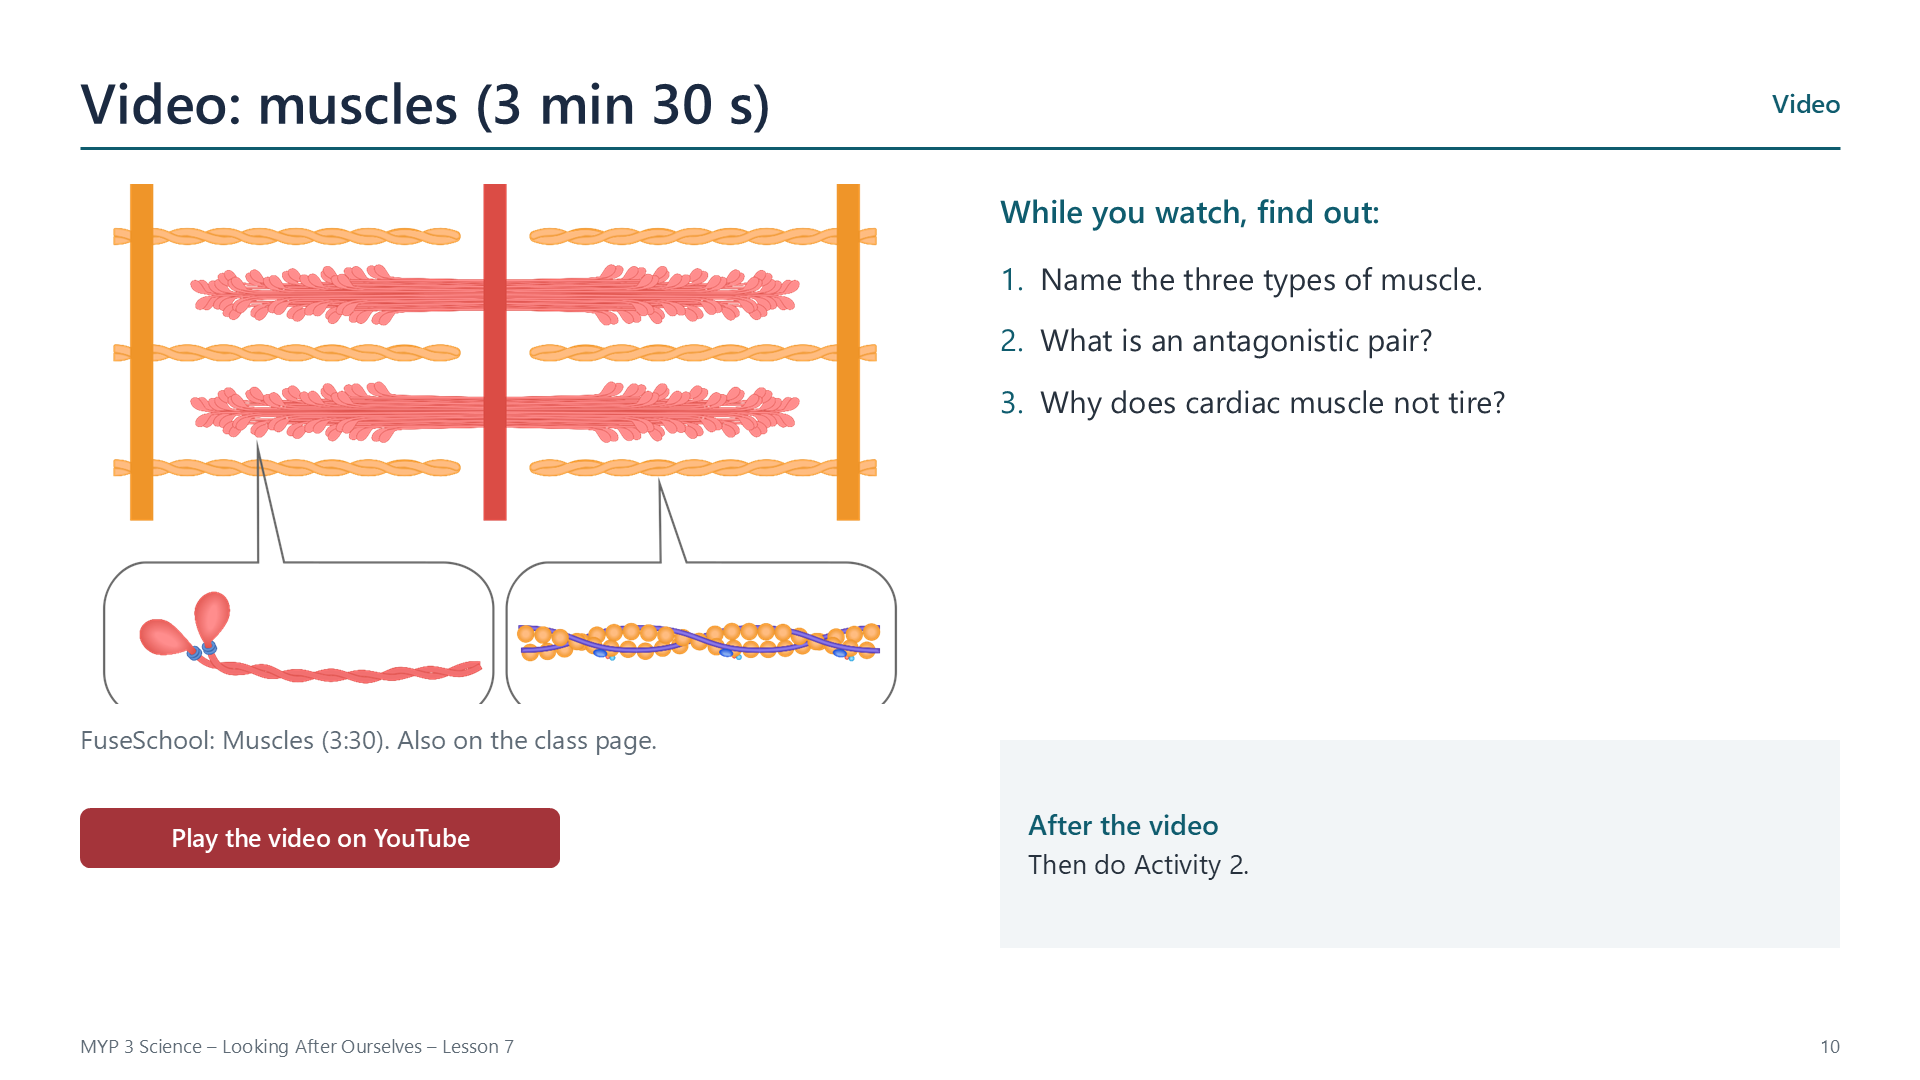 Video: muscles (3 min 30 s)
Video
While you watch, find out:
1. Name the three types of muscle.
2. What is an antagonistic pair?
3. Why does cardiac muscle not tire?
FuseSchool: Muscles (3:30). Also on the class page.
Play the video on YouTube
After the video
Then do Activity 2.
MYP 3 Science – Looking After Ourselves – Lesson 7
10